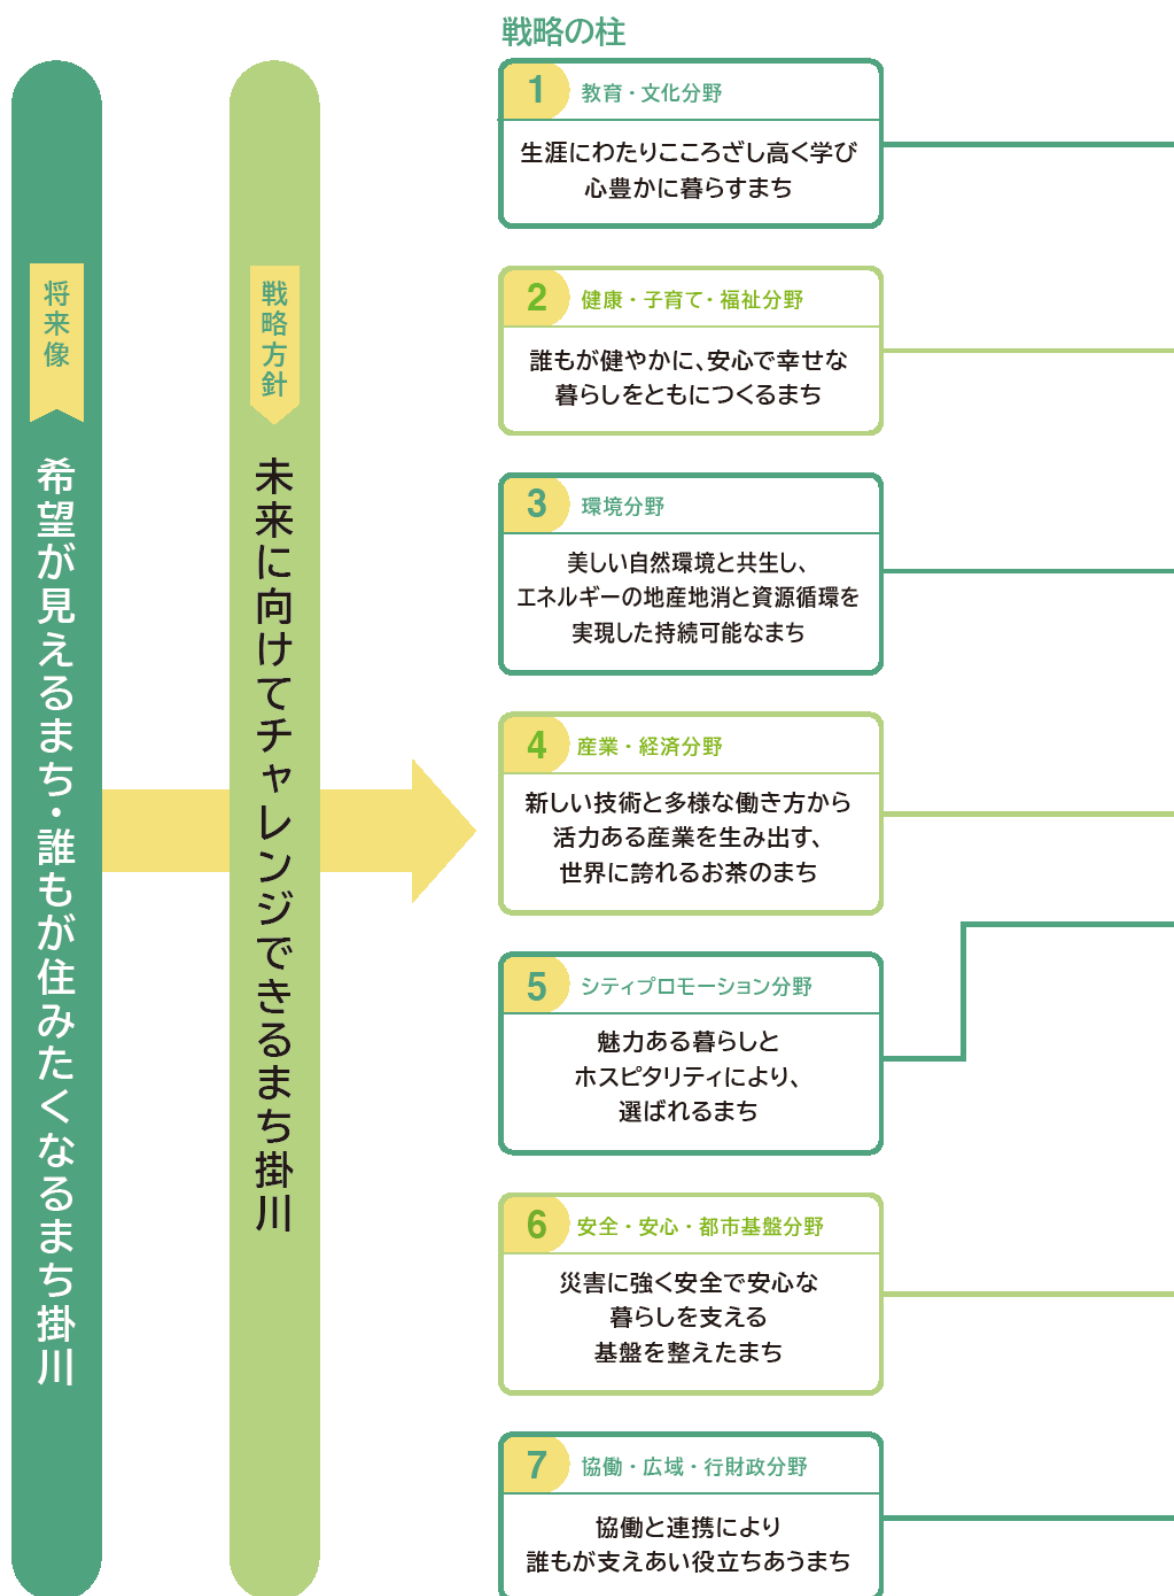 将来像
希望が見えるまち・誰もが住みたくなるまち掛川
戦略方針
未来に向けてチャレンジできるまち掛川
戦略の柱
1 教育・文化分野
生涯にわたりこころざし高く学び
心豊かに暮らすまち
2 健康・子育て・福祉分野
誰もが健やかに、安心で幸せな
暮らしをともにつくるまち
3 環境分野
美しい自然環境と共生し、
エネルギーの地産地消と資源循環を
実現した持続可能なまち
4 産業・経済分野
新しい技術と多様な働き方から
活力ある産業を生み出す、
世界に誇れるお茶のまち
5 シティプロモーション分野
魅力ある暮らしと
ホスピタリティにより、
選ばれるまち
6 安全・安心・都市基盤分野
災害に強く安全で安心な
暮らしを支える
基盤を整えたまち
7 協働・広域・行財政分野
協働と連携により
誰もが支えあい役立ちあうまち